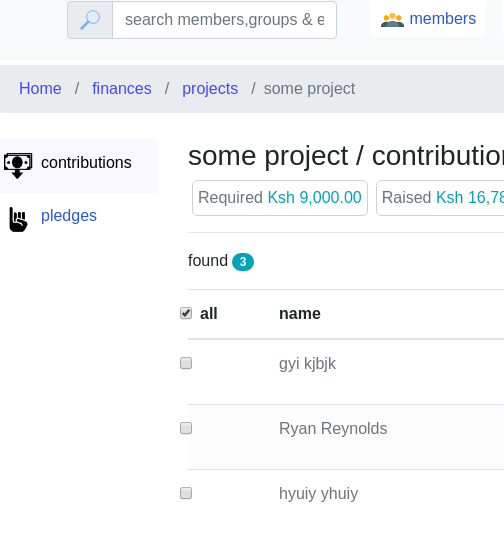 search members,groups & e
members
Home / finances / projects / some project
contributions
pledges
some project / contribution
Required Ksh 9,000.00
Raised Ksh 16,78
found 3
all name
gyi kjbjk
Ryan Reynolds
hyuiy yhuiy